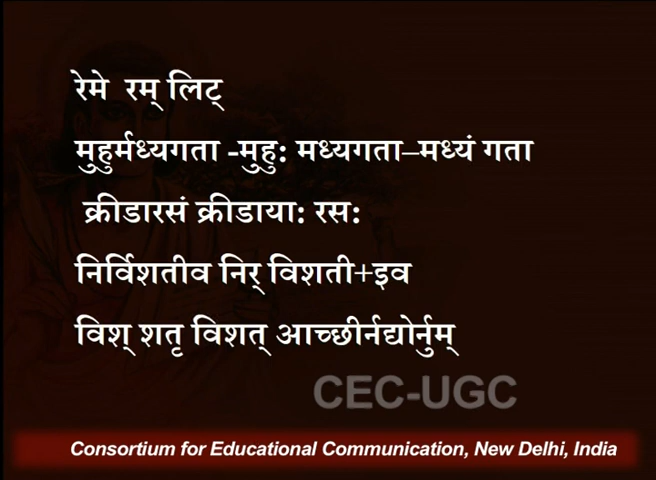 रेमे रम् लिट्
मुहुर्मध्यगता -मुहु: मध्यगता–मध्यं गता
क्रीडारसं क्रीडाया: रस:
निर्विशतीव निर् विशती+इव
विश् शतृ विशत् आच्छीर्नद्योर्नुम्
CEC-UGC
Consortium for Educational Communication, New Delhi, India